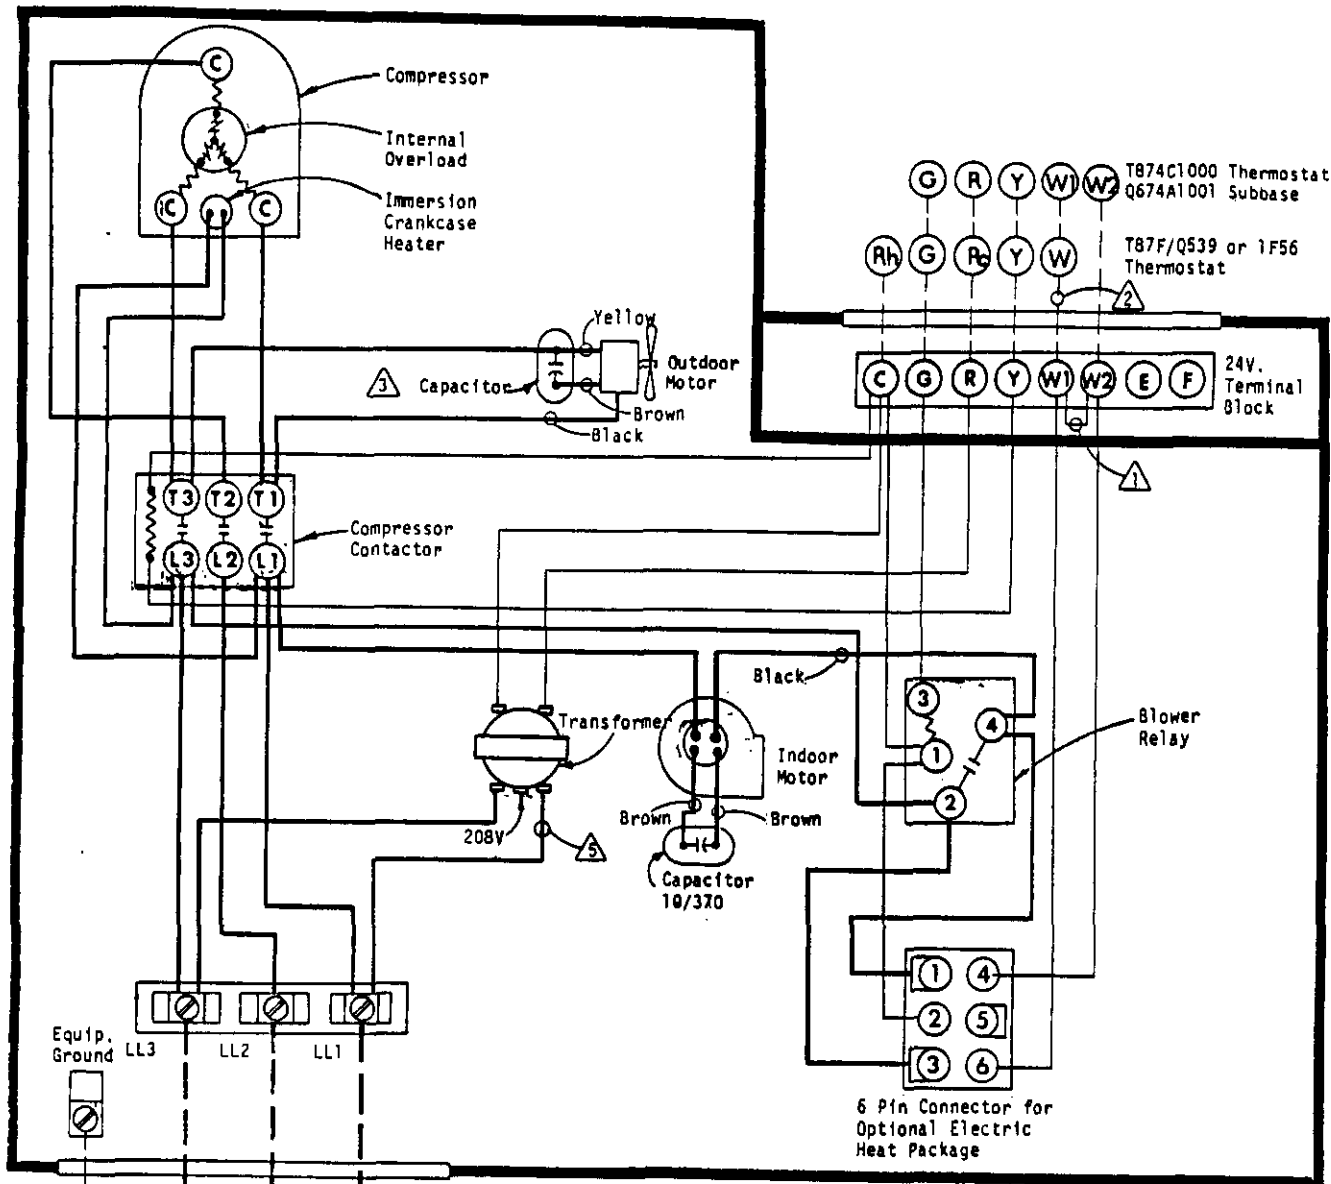 C
Compressor
Internal
Overload
Immersion
Crankcase
Heater
C
C
G R Y W1 W2
T874C1000 Thermostat
Q674A1001 Subbase
Rh G Rc Y W
T87F/Q539 or 1F56
Thermostat
2
Yellow
3
Capacitor
Outdoor
Motor
Brown
Black
C G R Y W1 W2 E F
24V.
Terminal
Block
1
T3 T2 T1
L3 L2 L1
Compressor
Contactor
Black
3
4
1
2
Blower
Relay
Transformer
208V
5
Indoor
Motor
Brown
Brown
Capacitor
10/370
1 4
2 5
3 6
6 Pin Connector for
Optional Electric
Heat Package
Equip.
Ground
LL3 LL2 LL1